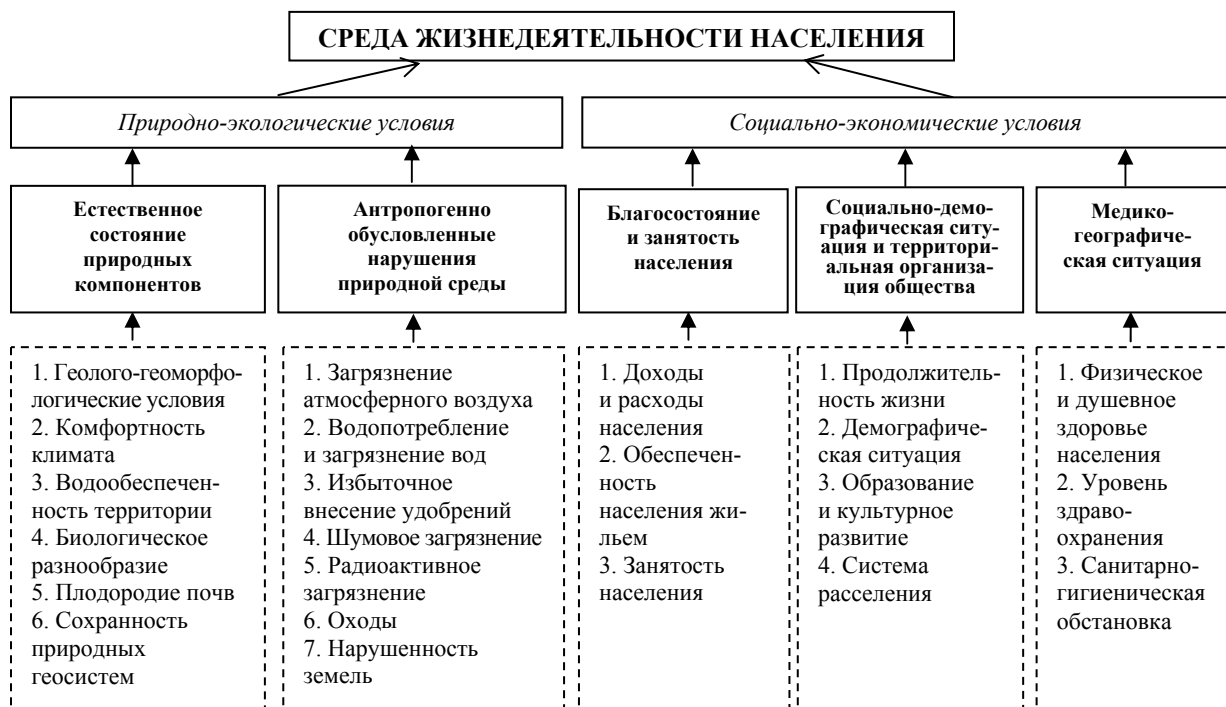 СРЕДА ЖИЗНЕДЕЯТЕЛЬНОСТИ НАСЕЛЕНИЯ
Природно-экологические условия
Социально-экономические условия
Естественное
состояние
природных
компонентов
Антропогенно
обусловленные
нарушения
природной среды
Благосостояние
и занятость
населения
Социально-демо-
графическая ситу-
ация и территори-
альная организа-
ция общества
Медико-
географиче-
ская ситуация
1. Геолого-геоморфо-
логические условия
2. Комфортность
климата
3. Водообеспечен-
ность территории
4. Биологическое
разнообразие
5. Плодородие почв
6. Сохранность
природных
геосистем
1. Загрязнение
атмосферного воздуха
2. Водопотребление
и загрязнение вод
3. Избыточное
внесение удобрений
4. Шумовое загрязнение
5. Радиоактивное
загрязнение
6. Оходы
7. Нарушенность
земель
1. Доходы
и расходы
населения
2. Обеспечен-
ность
населения жи-
льем
3. Занятость
населения
1. Продолжитель-
ность жизни
2. Демографиче-
ская ситуация
3. Образование
и культурное
развитие
4. Система
расселения
1. Физическое
и душевное
здоровье
населения
2. Уровень
здраво-
охранения
3. Санитарно-
гигиеническая
обстановка